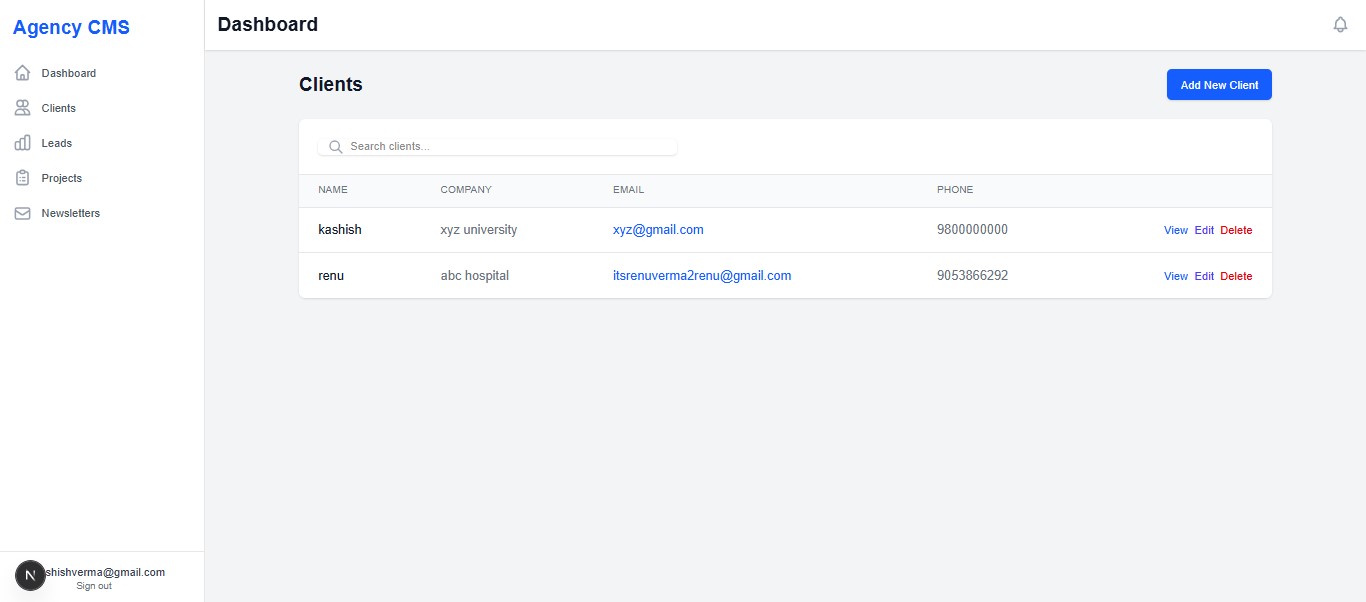 Agency CMS
Dashboard
Clients
Leads
Projects
Newsletters
N
shishverma@gmail.com
Sign out
Dashboard
Clients
Add New Client
Search clients...
NAME COMPANY EMAIL PHONE
kashish xyz university xyz@gmail.com 9800000000 View Edit Delete
renu abc hospital itsrenuverma2renu@gmail.com 9053866292 View Edit Delete